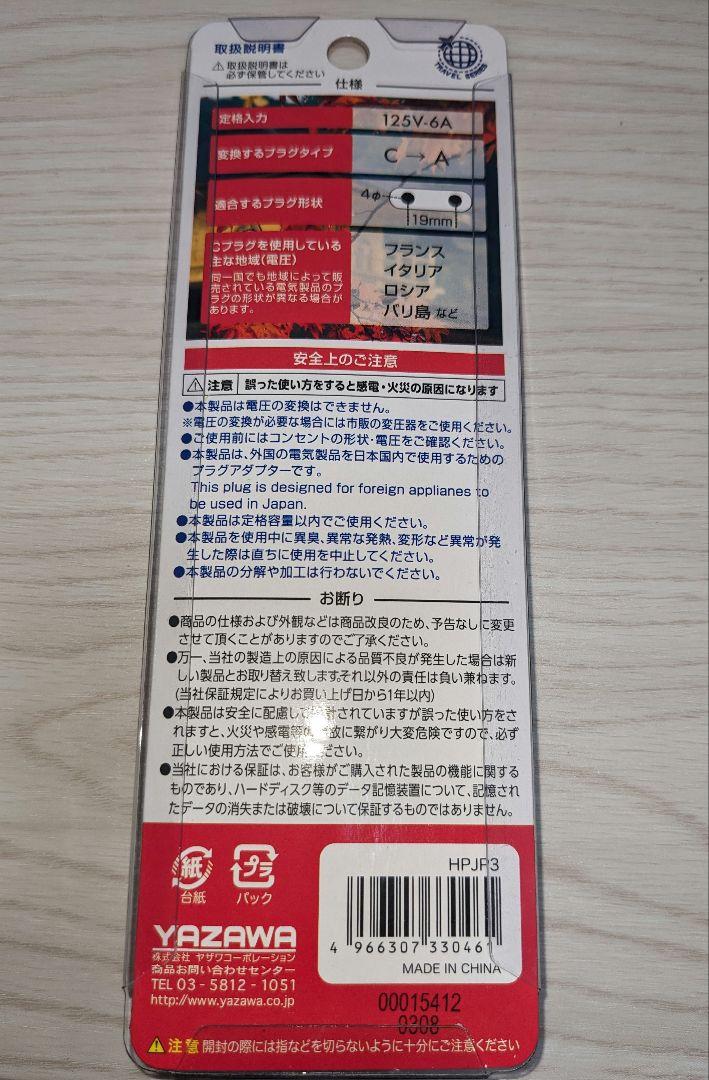 取扱説明書
⚠取扱説明書は
必ず保管してください
TRAVEL SERIES
仕様
定格入力 125V-6A
変換するプラグタイプ C → A
適合するプラグ形状 4φ 19mm
Cプラグを使用している
主な地域(電圧)
同一国でも地域によって販
売されている電気製品のプ
ラグの形状が異なる場合が
あります。
フランス
イタリア
ロシア
バリ島 など
安全上のご注意
⚠注意 誤った使い方をすると感電・火災の原因になります
●本製品は電圧の変換はできません。
※電圧の変換が必要な場合には市販の変圧器をご使用ください。
●ご使用前にはコンセントの形状・電圧をご確認ください。
●本製品は、外国の電気製品を日本国内で使用するための
プラグアダプターです。
This plug is designed for foreign applianes to
be used in Japan.
●本製品は定格容量以内でご使用ください。
●本製品を使用中に異臭、異常な発熱、変形など異常が発
生した際は直ちに使用を中止してください。
●本製品の分解や加工は行わないでください。
お断り
●商品の仕様および外観などは商品改良のため、予告なしに変更
させて頂くことがありますのでご了承ください。
●万一、当社の製造上の原因による品質不良が発生した場合は新
しい製品とお取り替え致します。それ以外の責任は負い兼ねます。
(当社保証規定によりお買い上げ日から1年以内)
●本製品は安全に配慮して設計されていますが誤った使い方をさ
れますと、火災や感電等の事故に繋がり大変危険ですので、必ず
正しい使用方法でご使用ください。
●当社における保証は、お客様がご購入された製品の機能に関する
ものであり、ハードディスク等のデータ記憶装置について、記憶され
たデータの消失または破壊について保証するものではありません。
紙
台紙
プラ
パック
HPJP3
4 966307 330461
MADE IN CHINA
YAZAWA
株式会社 ヤザワコーポレーション
商品お問い合わせセンター
TEL 03-5812-1051
http://www.yazawa.co.jp
00015412
0308
⚠注意 開封の際には指などを切らないように十分にご注意ください